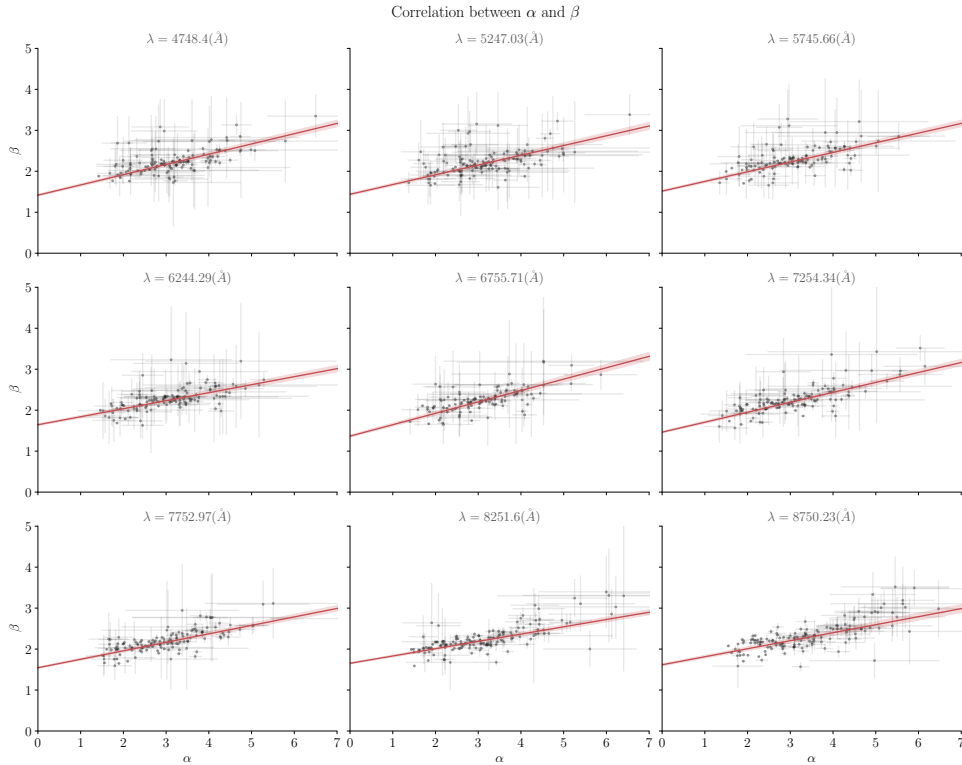 Correlation between α and β
λ = 4748.4(Å)
λ = 5247.03(Å)
λ = 5745.66(Å)
5
4
3
β
2
1
0
λ = 6244.29(Å)
λ = 6755.71(Å)
λ = 7254.34(Å)
5
4
3
β
2
1
0
λ = 7752.97(Å)
λ = 8251.6(Å)
λ = 8750.23(Å)
5
4
3
β
2
1
0
0 1 2 3 4 5 6 7 0 1 2 3 4 5 6 7 0 1 2 3 4 5 6 7
α α α